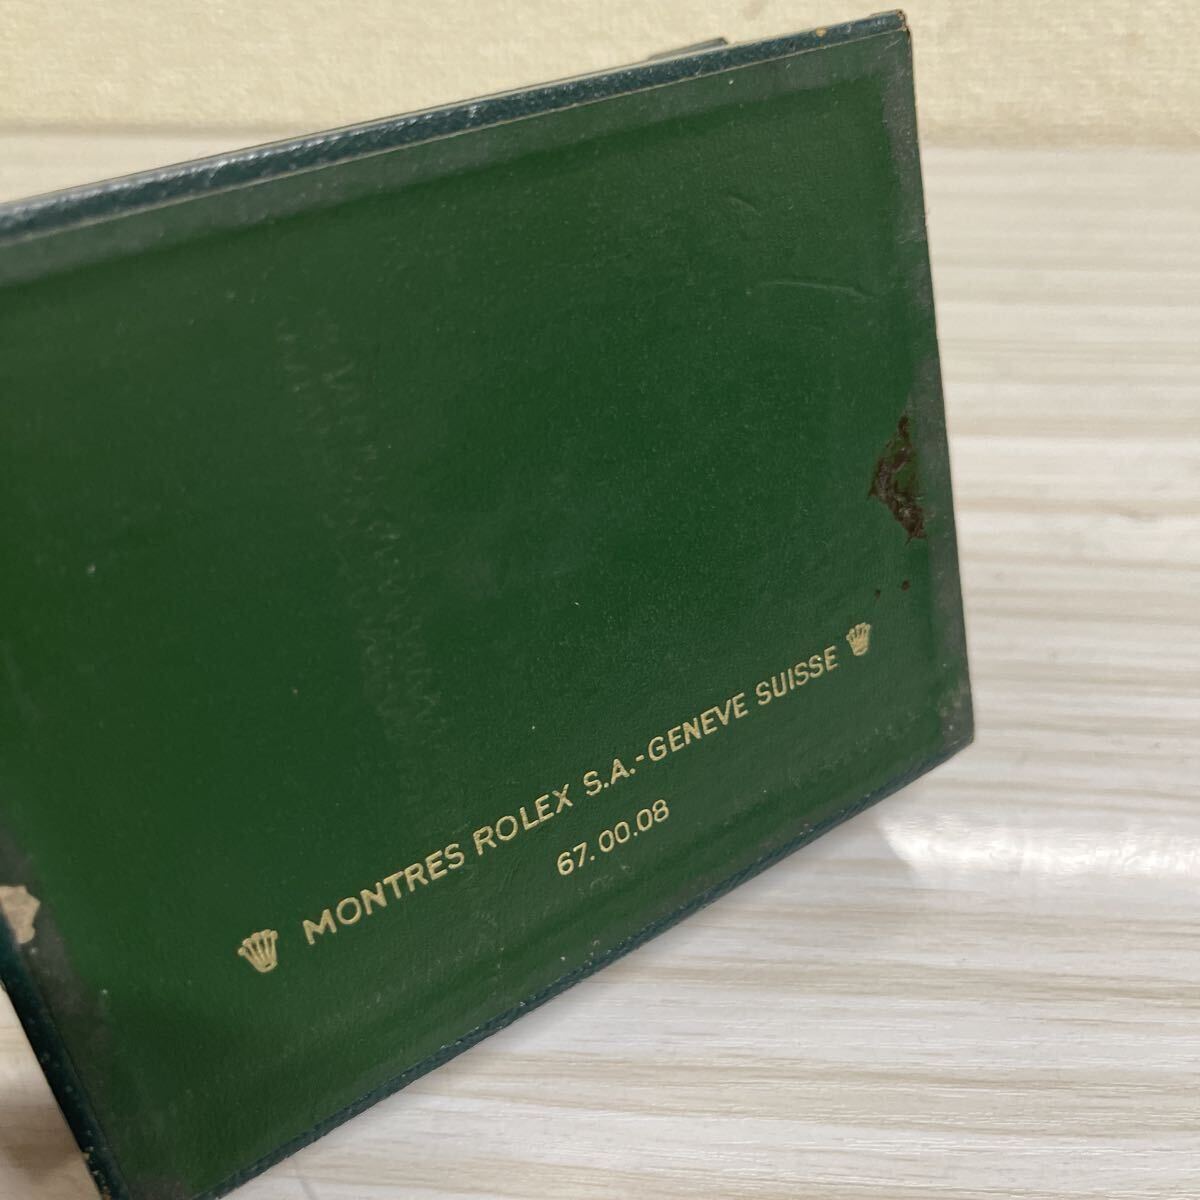 MONTRES ROLEX S.A.-GENEVE SUISSE
67.00.08